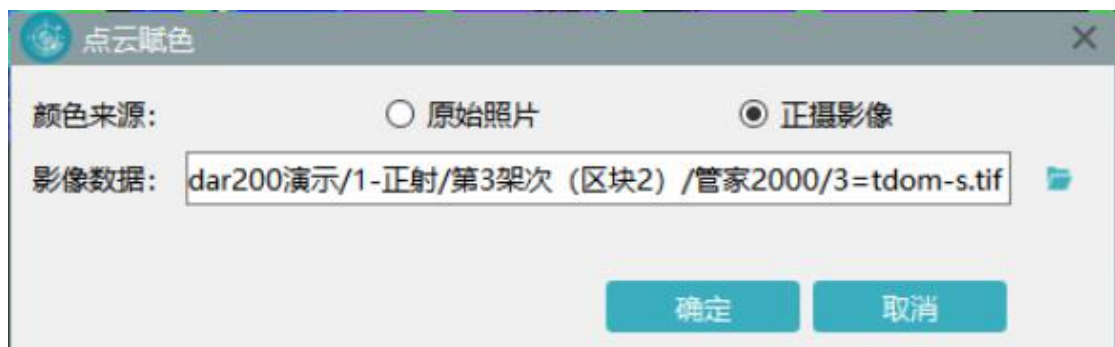 点云赋色
颜色来源： 原始照片 正摄影像
影像数据： dar200演示/1-正射/第3架次（区块2）/管家2000/3=tdom-s.tif
确定 取消